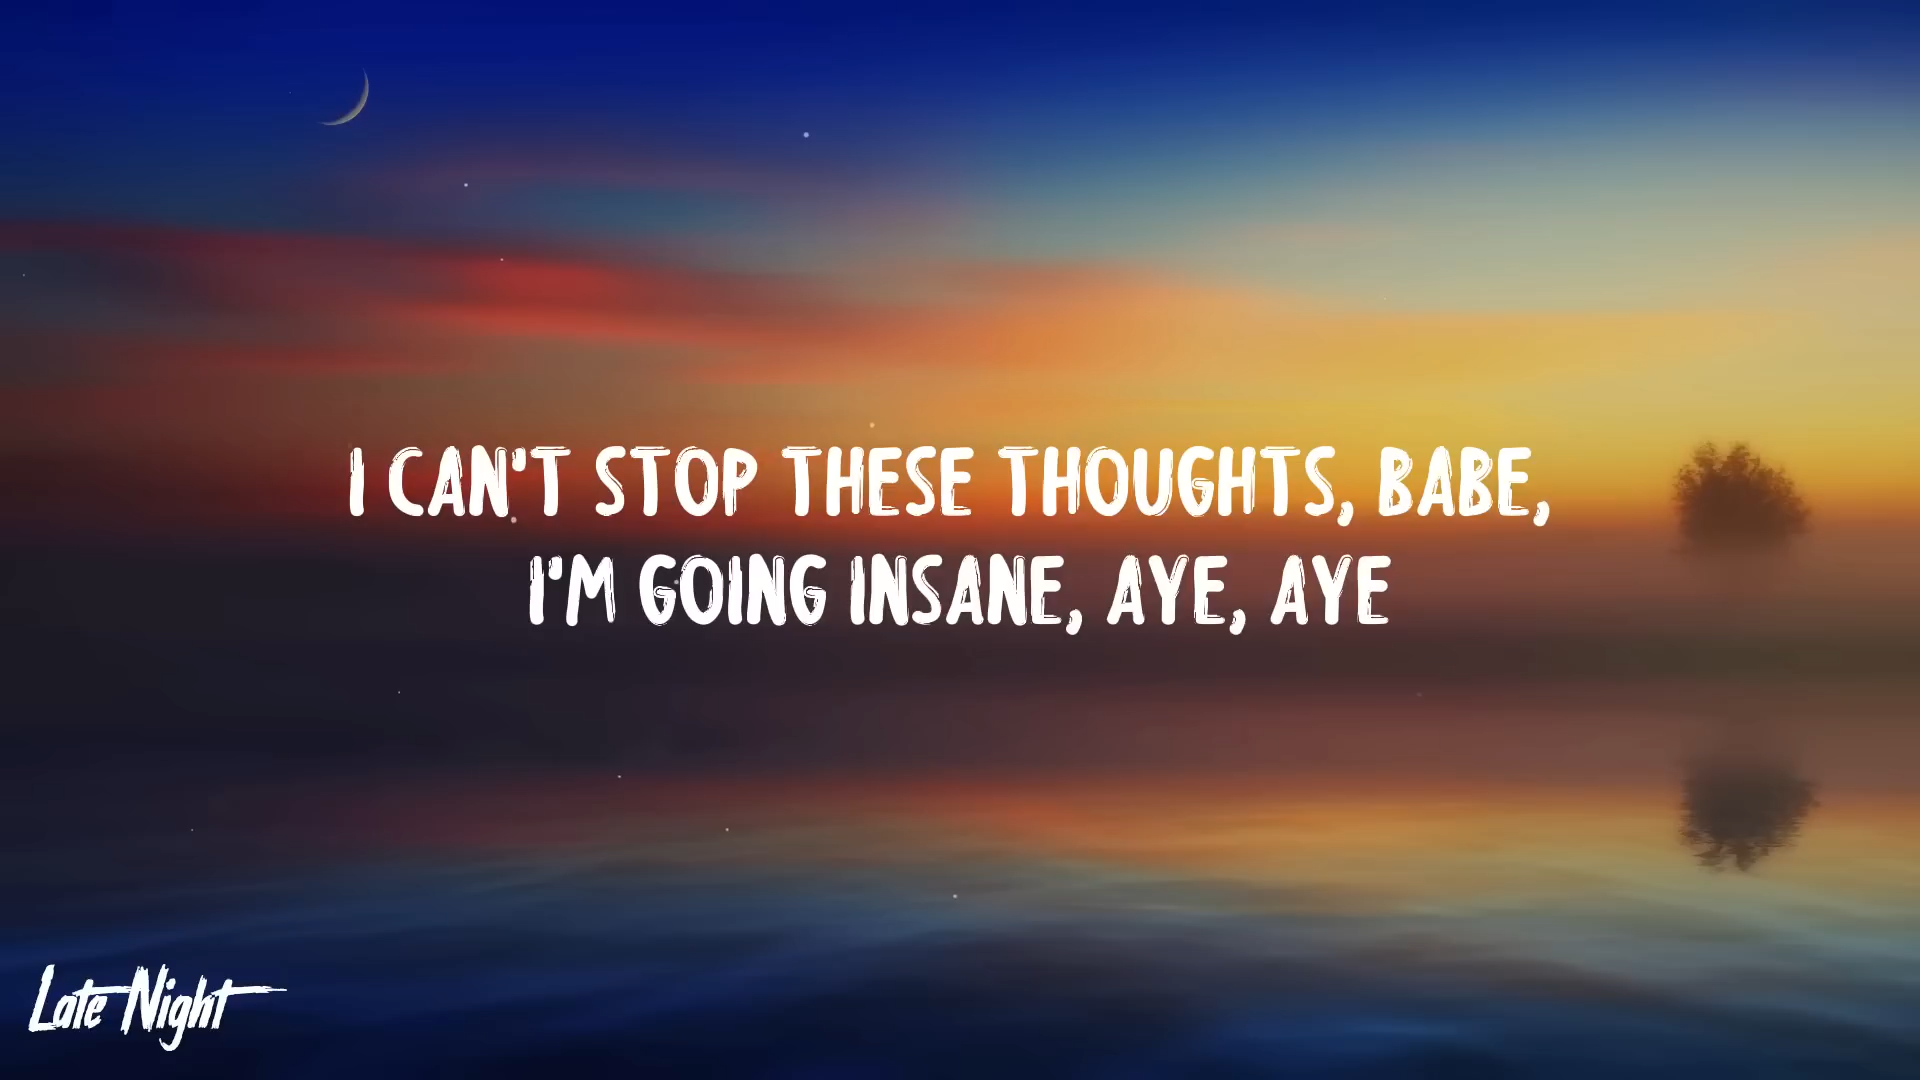 I CAN'T STOP THESE THOUGHTS, BABE,
I'M GOING INSANE, AYE, AYE
Late Night